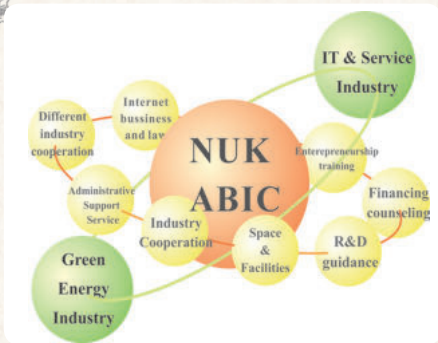 IT & Service
Industry
Internet
bussiness
and law
Different
industry
cooperation
NUK
ABIC
Enterepreneurship
training
Financing
counseling
Administrative
Support
Service
Industry
Cooperation
Space
&
Facilities
R&D
guidance
Green
Energy
Industry